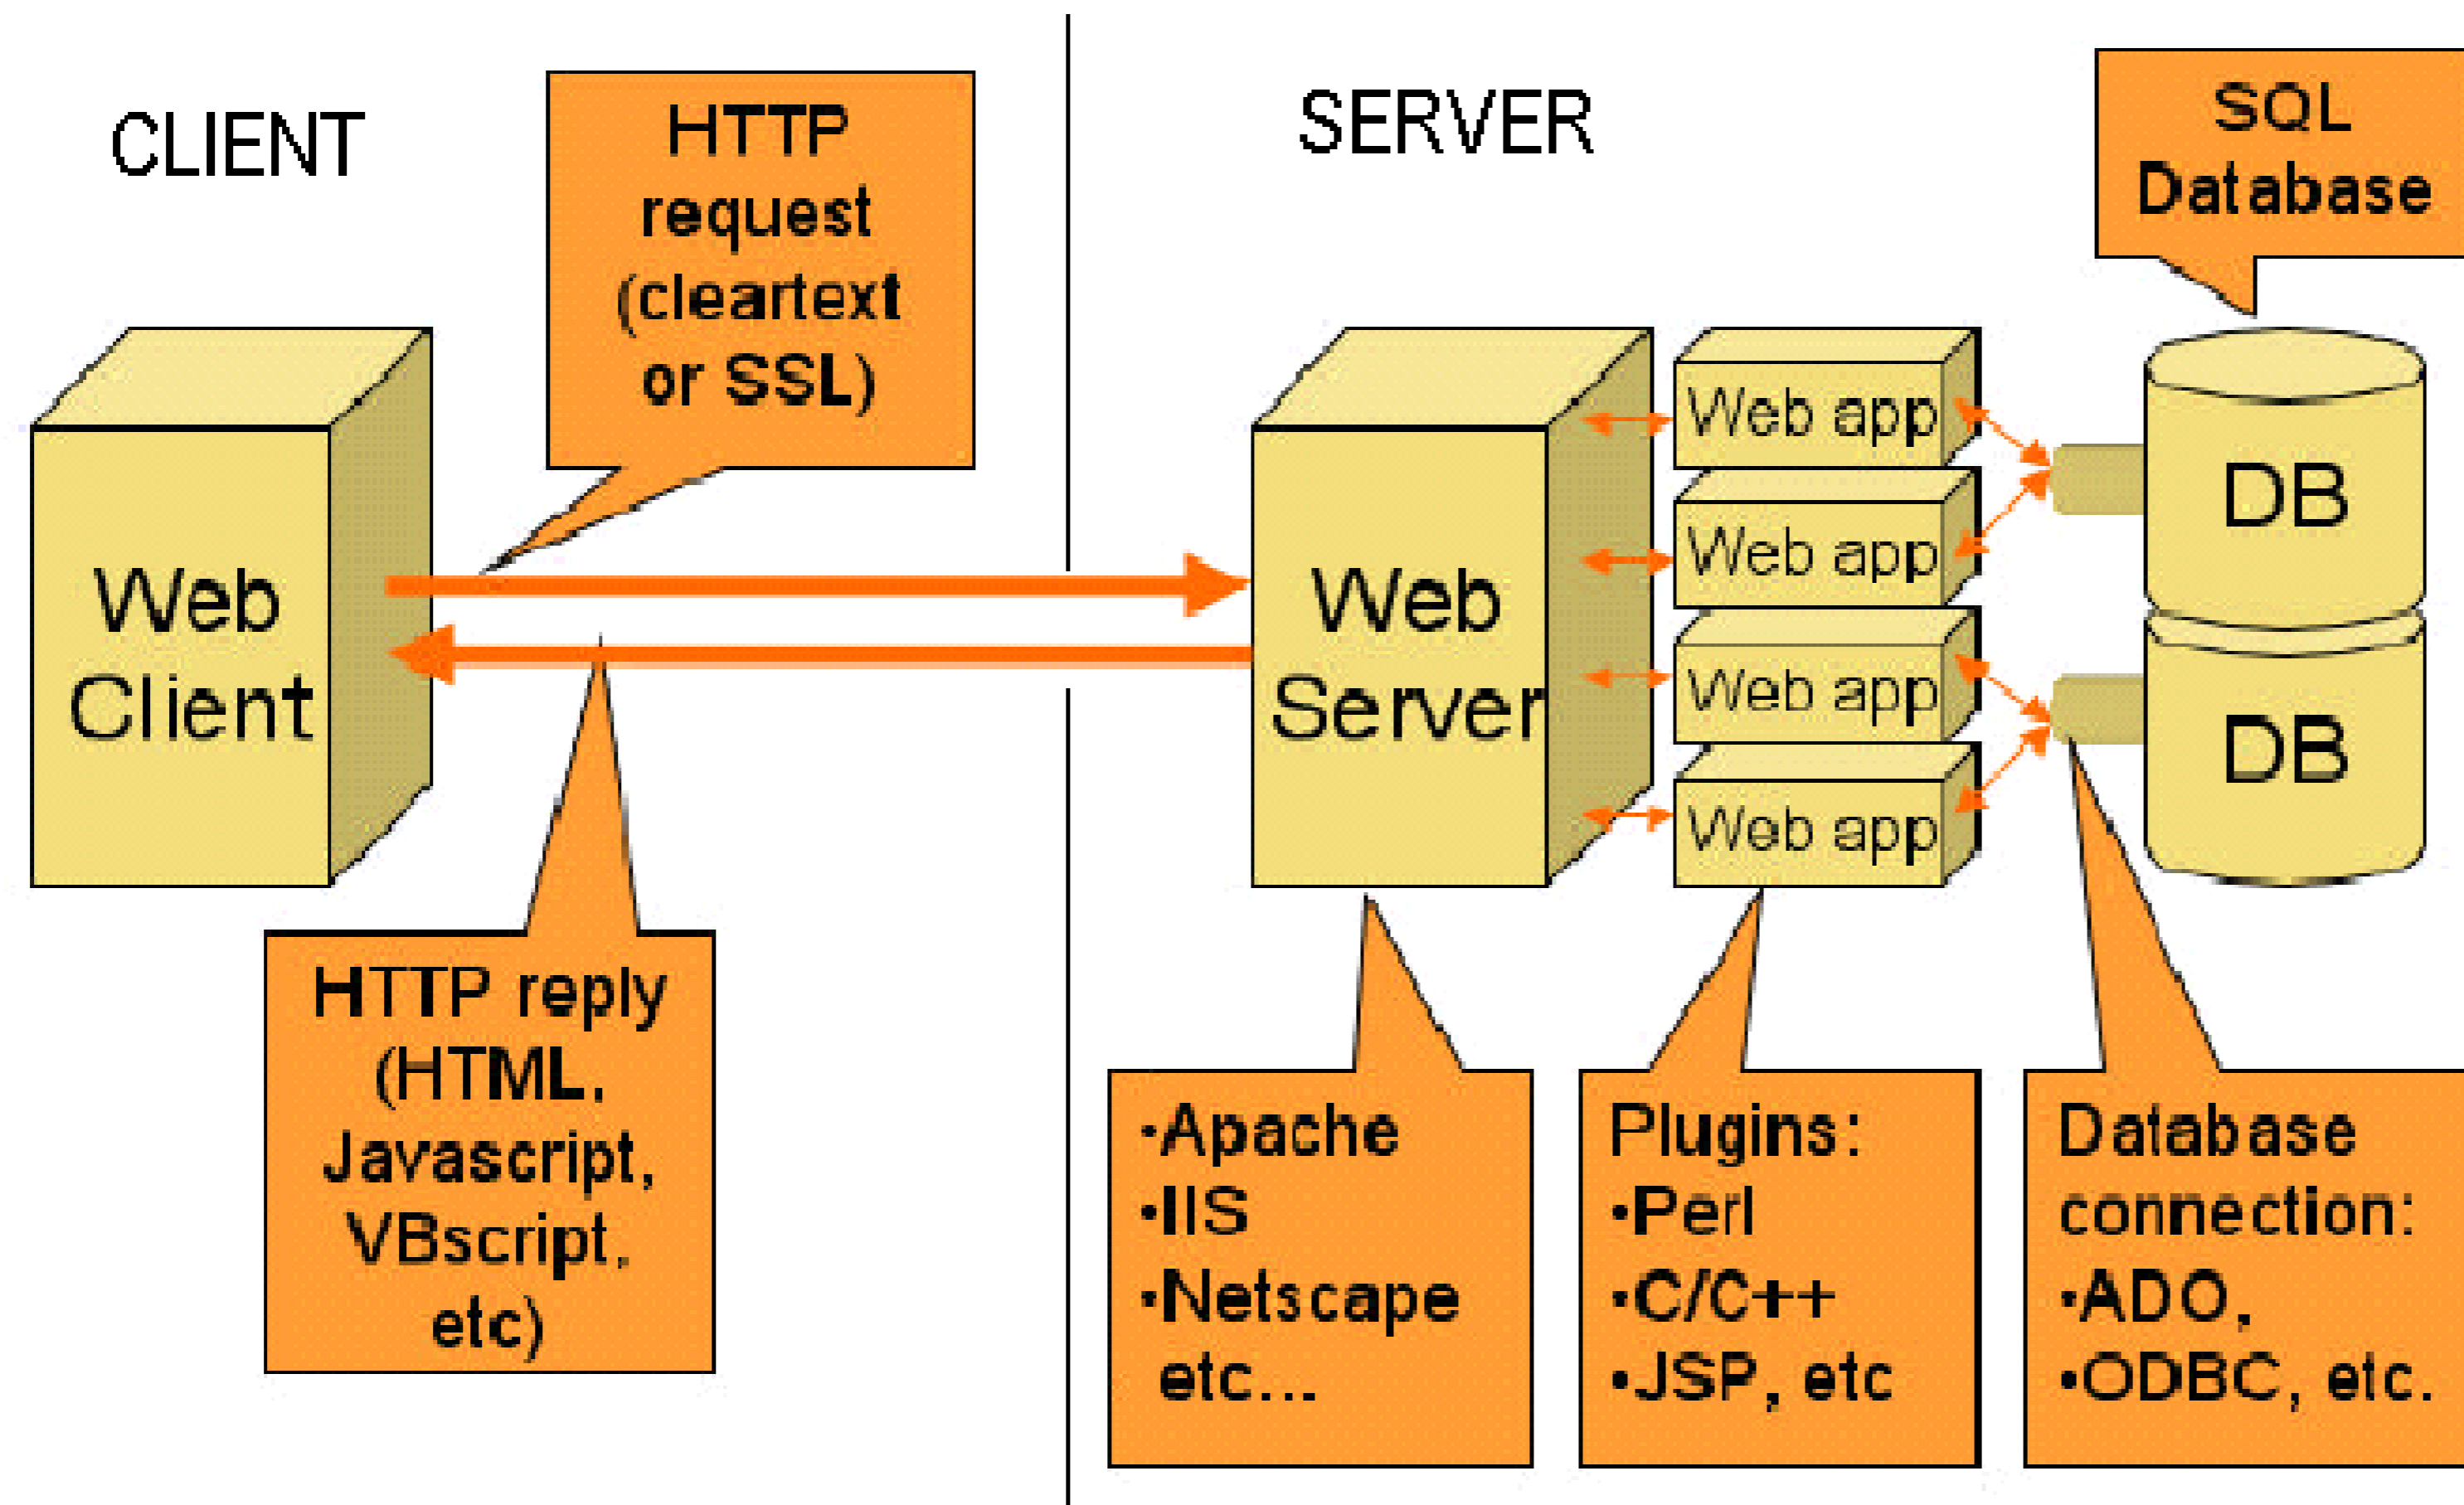 CLIENT
HTTP
request
(cleartext
or SSL)
SERVER
SQL
Database
Web
Client
Web
Server
Web app
Web app
Web app
Web app
DB
DB
HTTP reply
(HTML,
Javascript,
VBscript,
etc)
•Apache
•IIS
•Netscape
etc...
Plugins:
•Perl
•C/C++
•JSP, etc
Database
connection:
•ADO,
•ODBC, etc.